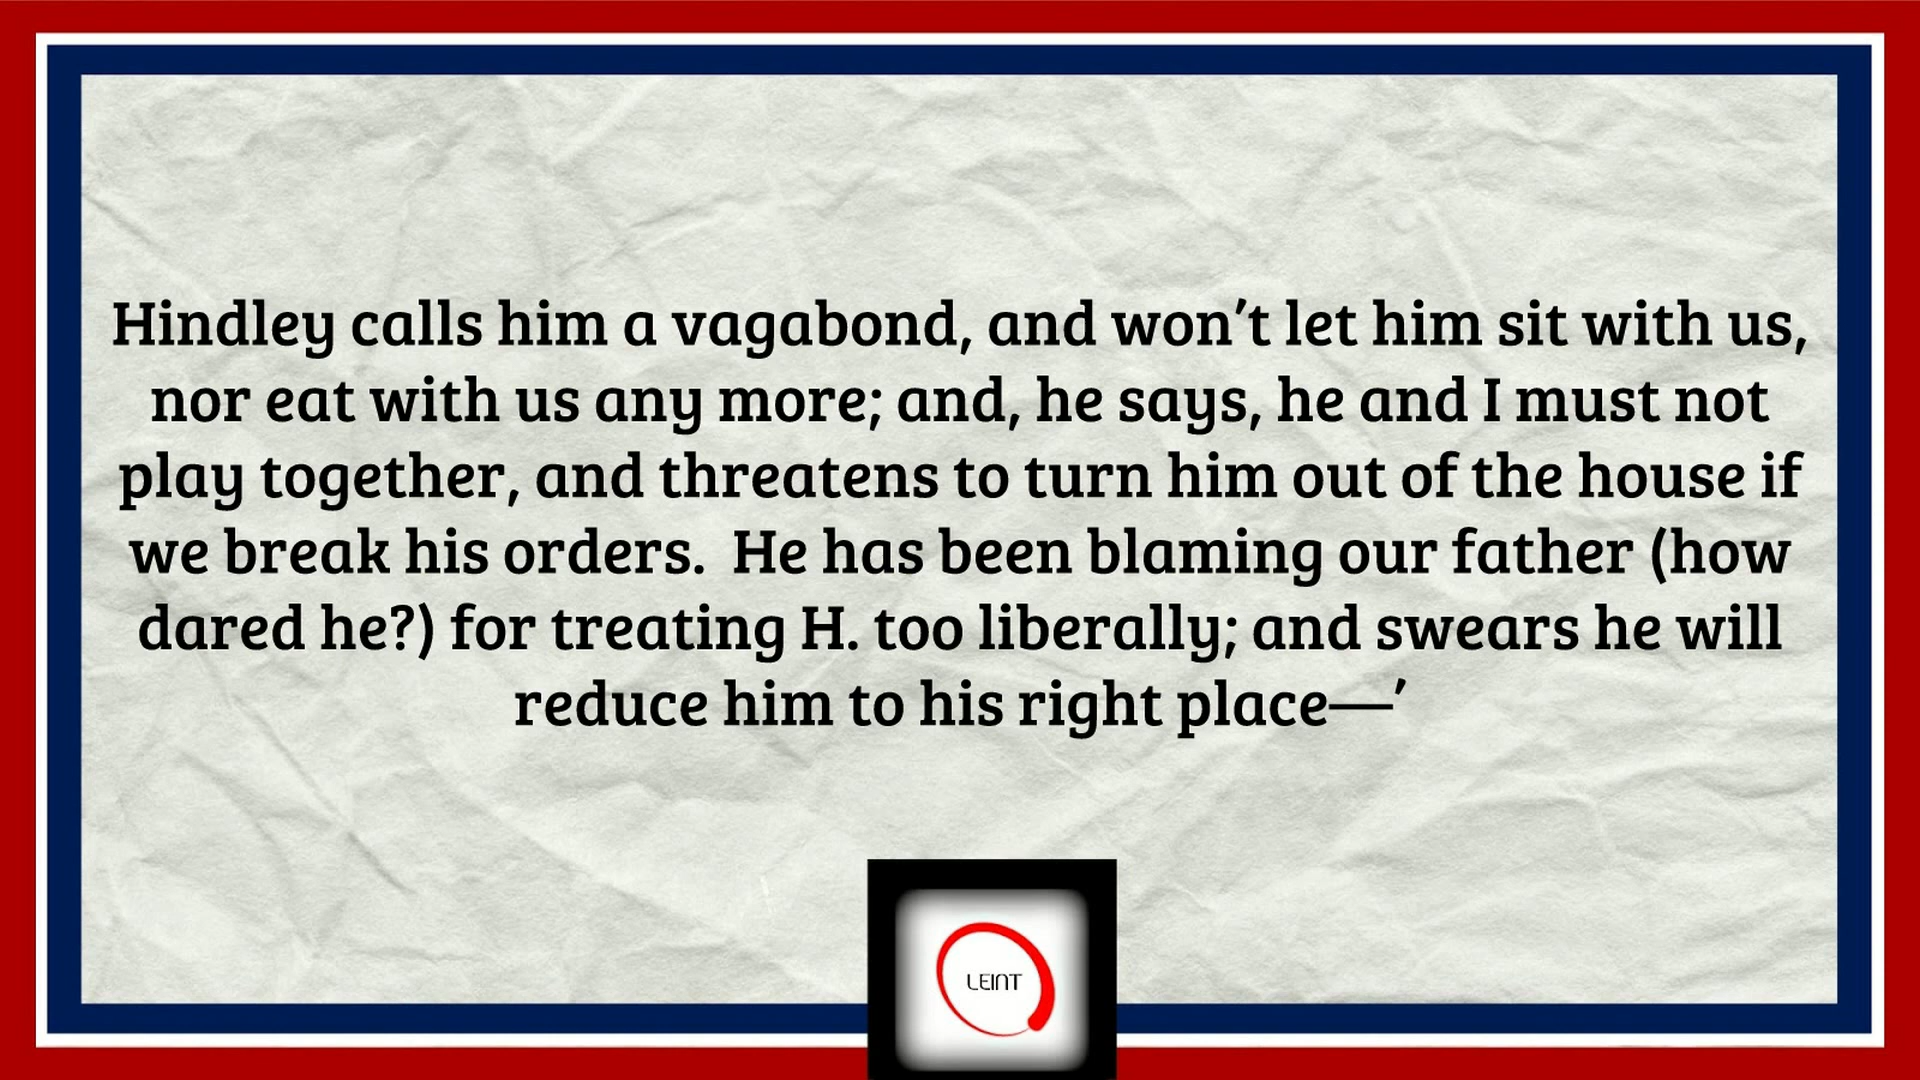 Hindley calls him a vagabond, and won’t let him sit with us,
nor eat with us any more; and, he says, he and I must not
play together, and threatens to turn him out of the house if
we break his orders.  He has been blaming our father (how
dared he?) for treating H. too liberally; and swears he will
reduce him to his right place—’
LEINT